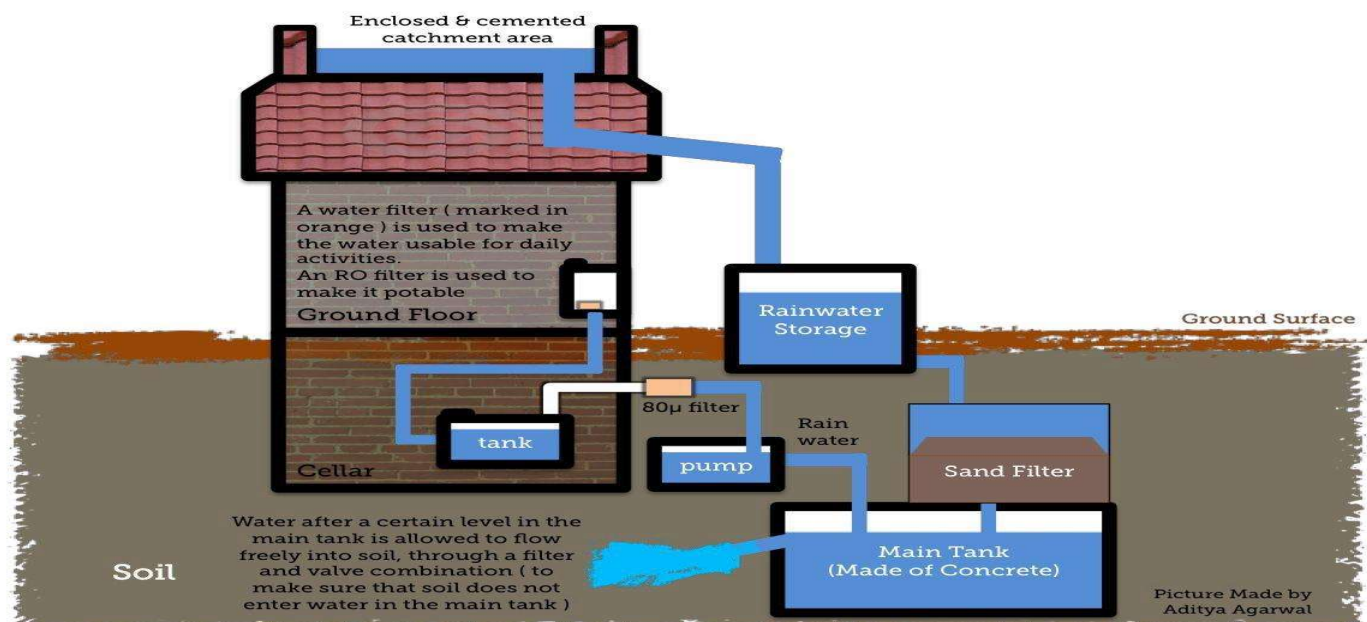 Enclosed & cemented
catchment area
A water filter ( marked in
orange ) is used to make
the water usable for daily
activities.
An RO filter is used to
make it potable
Ground Floor
Rainwater
Storage
Ground Surface
80µ filter
tank
Cellar
pump
Rain
water
Sand Filter
Water after a certain level in the
main tank is allowed to flow
freely into soil, through a filter
and valve combination ( to
make sure that soil does not
enter water in the main tank )
Soil
Main Tank
(Made of Concrete)
Picture Made by
Aditya Agarwal